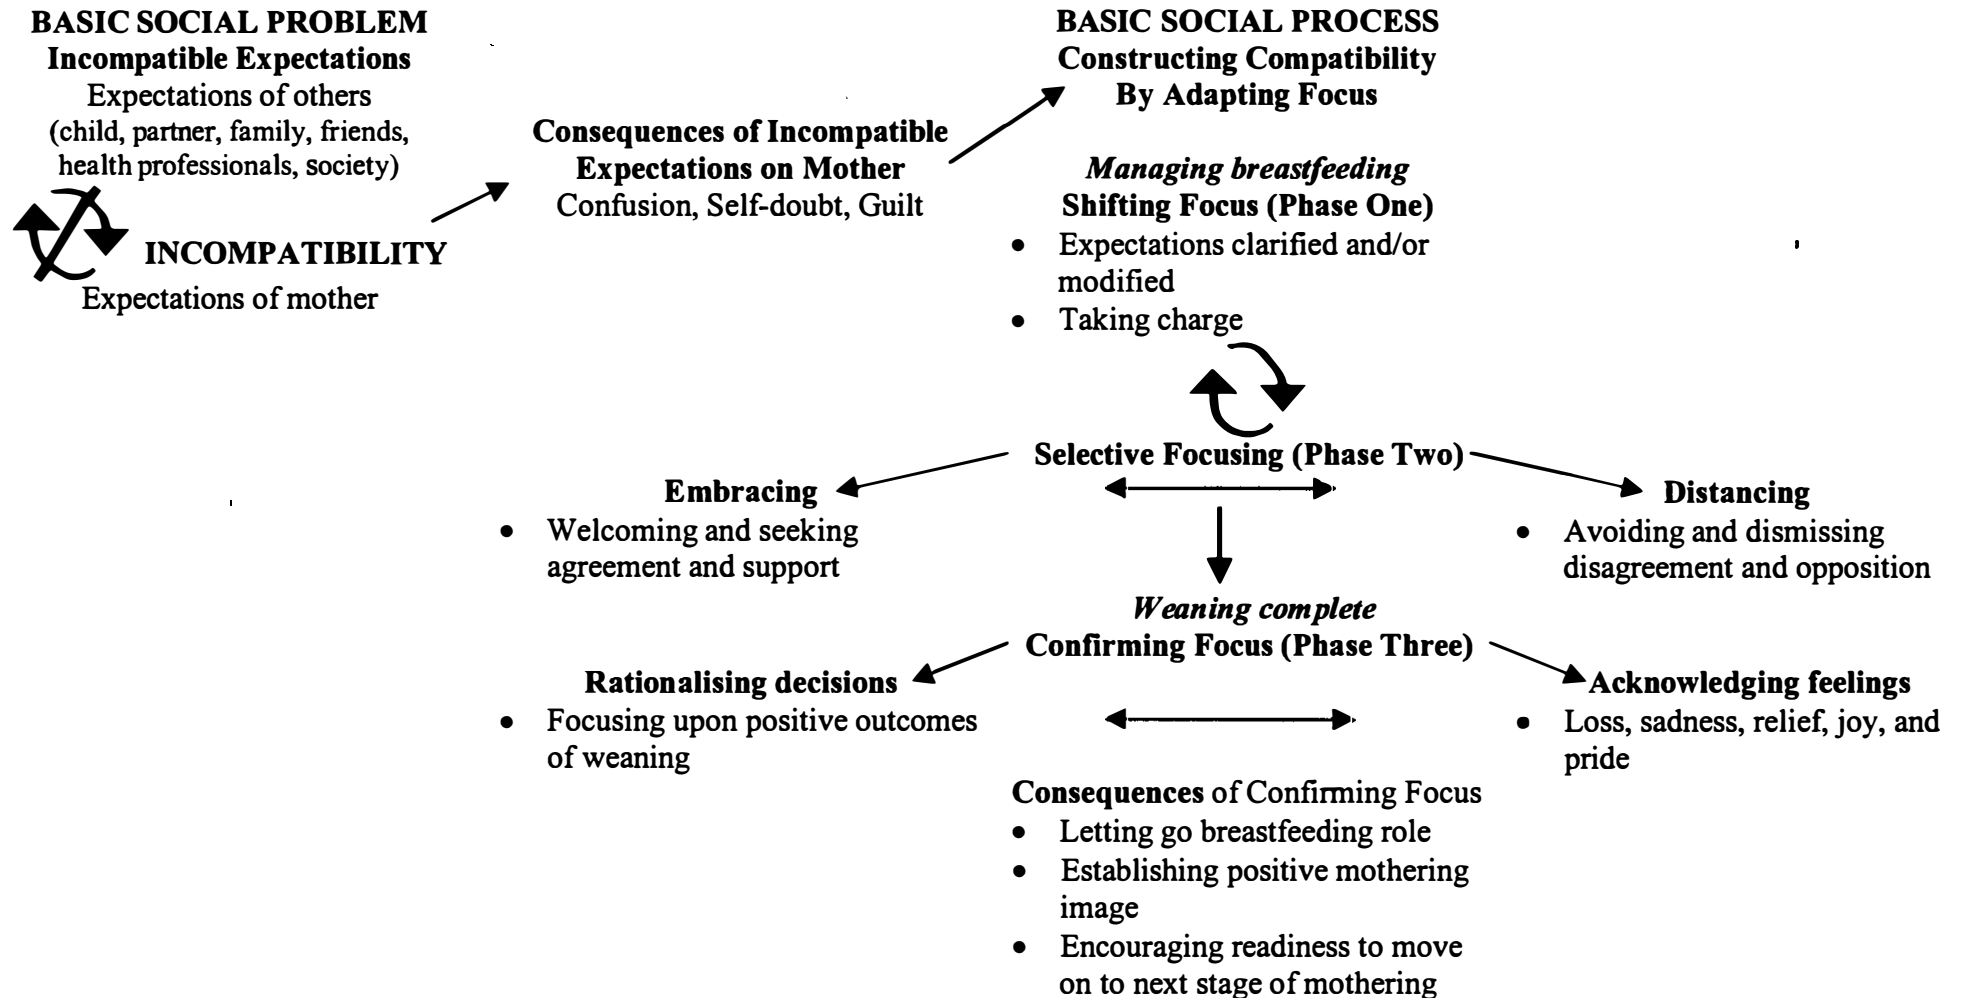 BASIC SOCIAL PROBLEM
Incompatible Expectations
Expectations of others
(child, partner, family, friends,
health professionals, society)
INCOMPATIBILITY
Expectations of mother
Consequences of Incompatible
Expectations on Mother
Confusion, Self-doubt, Guilt
BASIC SOCIAL PROCESS
Constructing Compatibility
By Adapting Focus
Managing breastfeeding
Shifting Focus (Phase One)
• Expectations clarified and/or
modified
• Taking charge
Selective Focusing (Phase Two)
Embracing
• Welcoming and seeking
agreement and support
Distancing
• Avoiding and dismissing
disagreement and opposition
Weaning complete
Confirming Focus (Phase Three)
Rationalising decisions
• Focusing upon positive outcomes
of weaning
Acknowledging feelings
• Loss, sadness, relief, joy, and
pride
Consequences of Confirming Focus
• Letting go breastfeeding role
• Establishing positive mothering
image
• Encouraging readiness to move
on to next stage of mothering